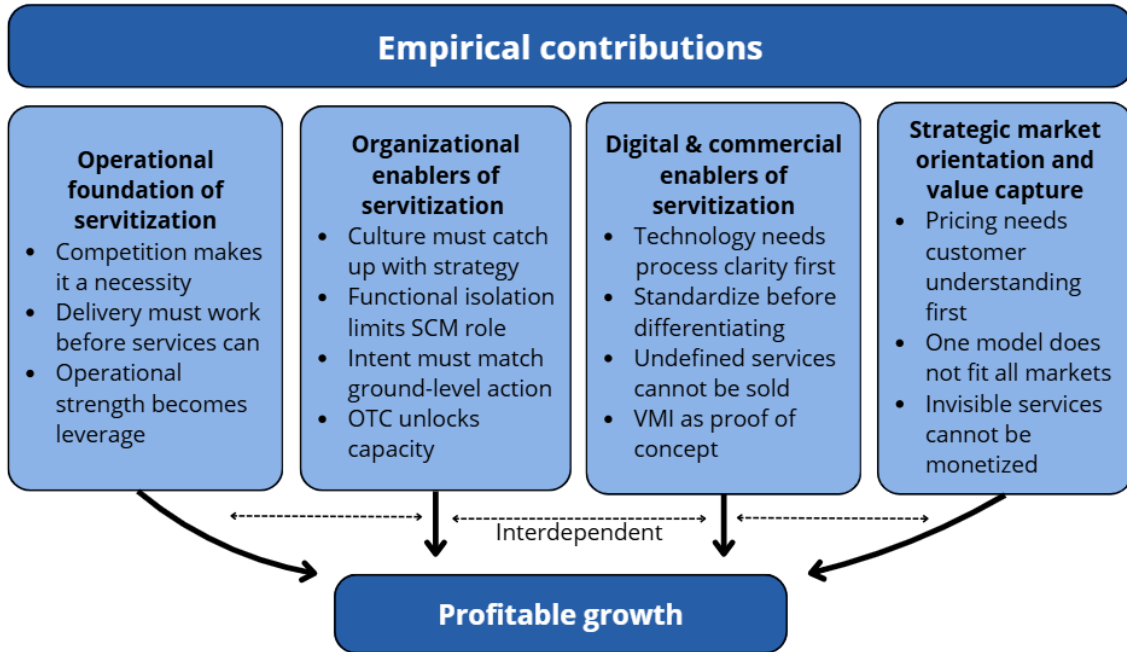 Empirical contributions
Operational
foundation of
servitization
• Competition makes
it a necessity
• Delivery must work
before services can
• Operational
strength becomes
leverage
Organizational
enablers of
servitization
• Culture must catch
up with strategy
• Functional isolation
limits SCM role
• Intent must match
ground-level action
• OTC unlocks
capacity
Digital & commercial
enablers of
servitization
• Technology needs
process clarity first
• Standardize before
differentiating
• Undefined services
cannot be sold
• VMI as proof of
concept
Strategic market
orientation and
value capture
• Pricing needs
customer
understanding
first
• One model does
not fit all markets
• Invisible services
cannot be
monetized
Interdependent
Profitable growth